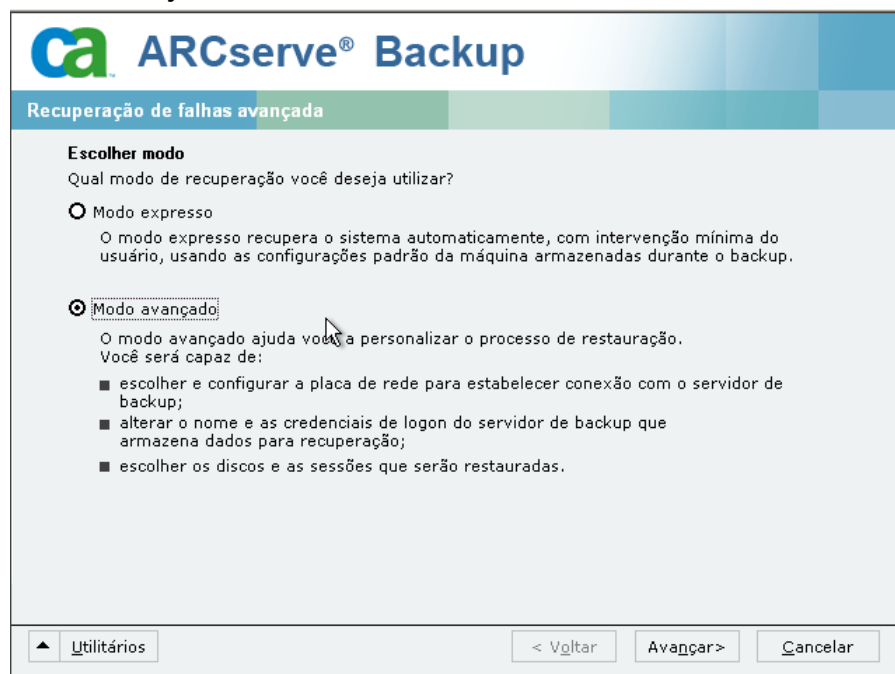 ca ARCserve® Backup
Recuperação de falhas avançada
Escolher modo
Qual modo de recuperação você deseja utilizar?
Modo expresso
O modo expresso recupera o sistema automaticamente, com intervenção mínima do
usuário, usando as configurações padrão da máquina armazenadas durante o backup.
Modo avançado
O modo avançado ajuda você a personalizar o processo de restauração.
Você será capaz de:
escolher e configurar a placa de rede para estabelecer conexão com o servidor de
backup;
alterar o nome e as credenciais de logon do servidor de backup que
armazena dados para recuperação;
escolher os discos e as sessões que serão restauradas.
Utilitários
< Voltar
Avançar>
Cancelar